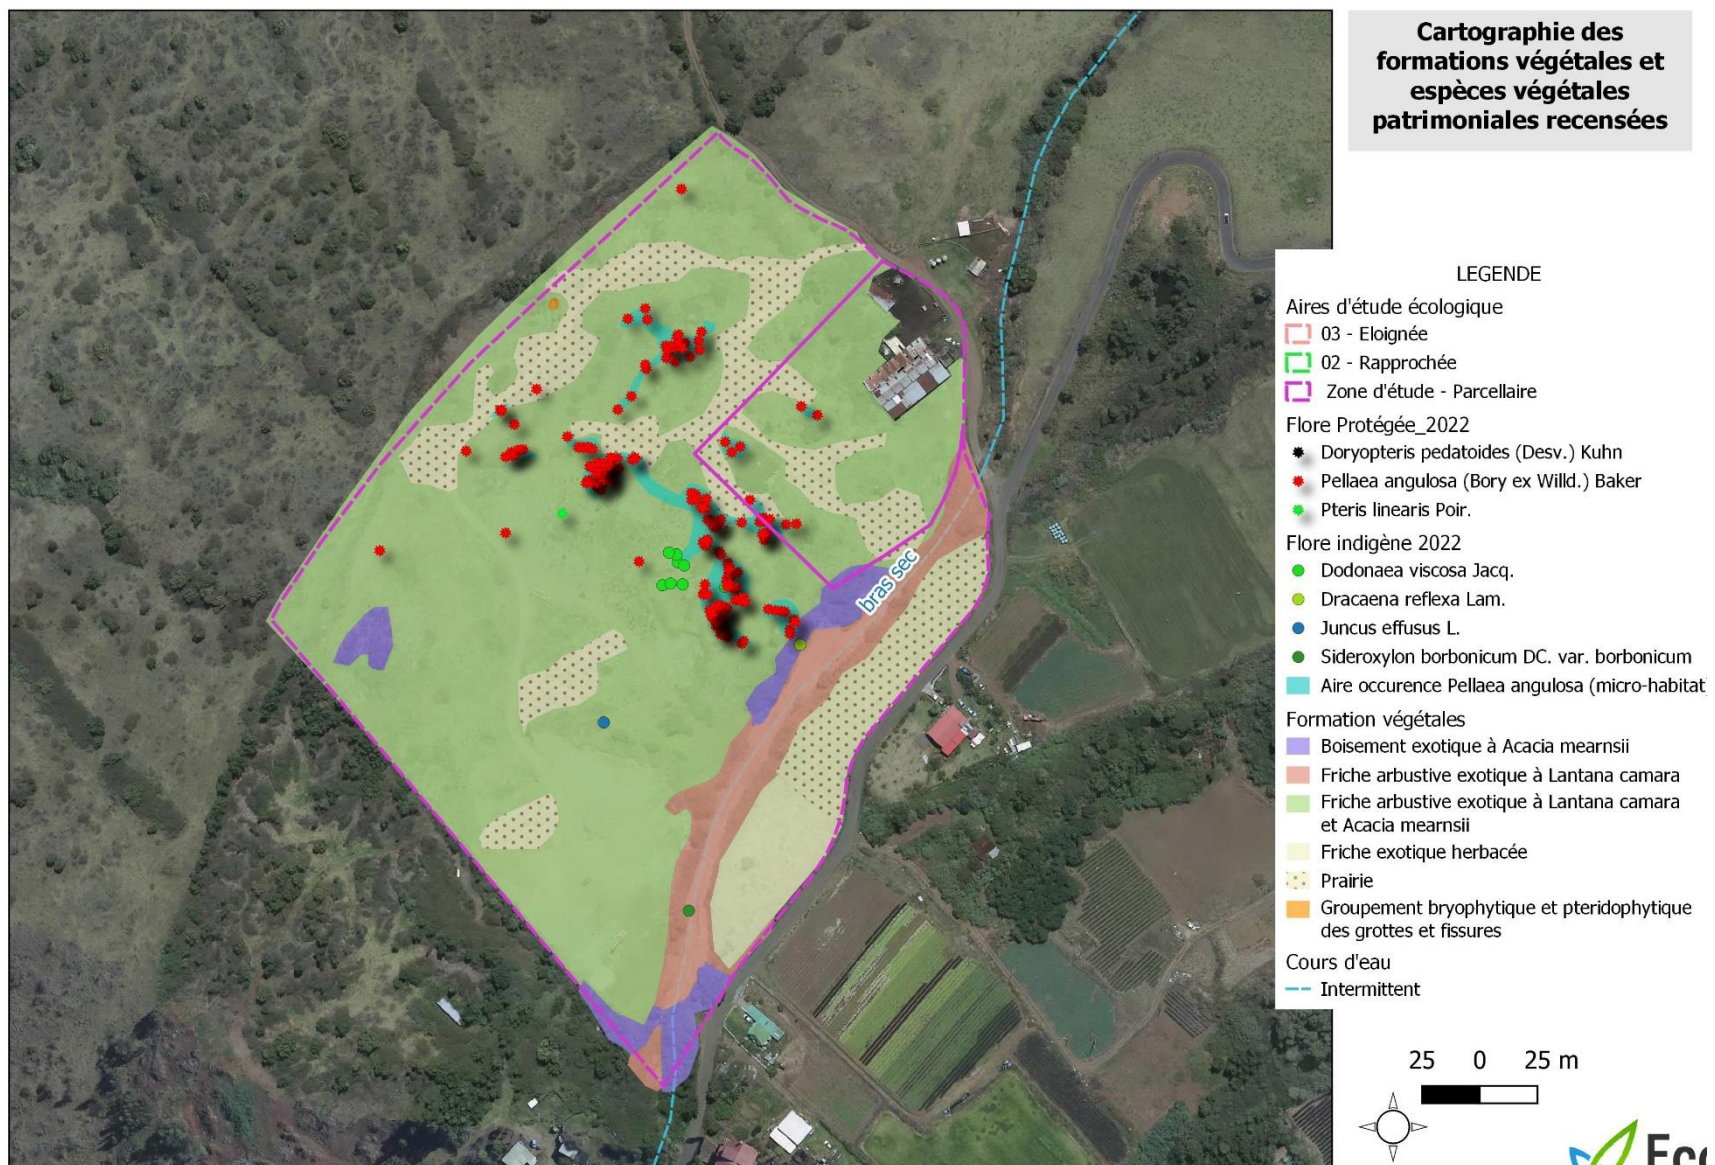 Cartographie des
formations végétales et
espèces végétales
patrimoniales recensées
bras sec
LEGENDE
Aires d'étude écologique
03 - Eloignée
02 - Rapprochée
Zone d'étude - Parcellaire
Flore Protégée_2022
Doryopteris pedatoides (Desv.) Kuhn
Pellaea angulosa (Bory ex Willd.) Baker
Pteris linearis Poir.
Flore indigène 2022
Dodonaea viscosa Jacq.
Dracaena reflexa Lam.
Juncus effusus L.
Sideroxylon borbonicum DC. var. borbonicum
Aire occurence Pellaea angulosa (micro-habitat
Formation végétales
Boisement exotique à Acacia mearnsii
Friche arbustive exotique à Lantana camara
Friche arbustive exotique à Lantana camara
et Acacia mearnsii
Friche exotique herbacée
Prairie
Groupement bryophytique et pteridophytique
des grottes et fissures
Cours d'eau
Intermittent
25 0 25 m